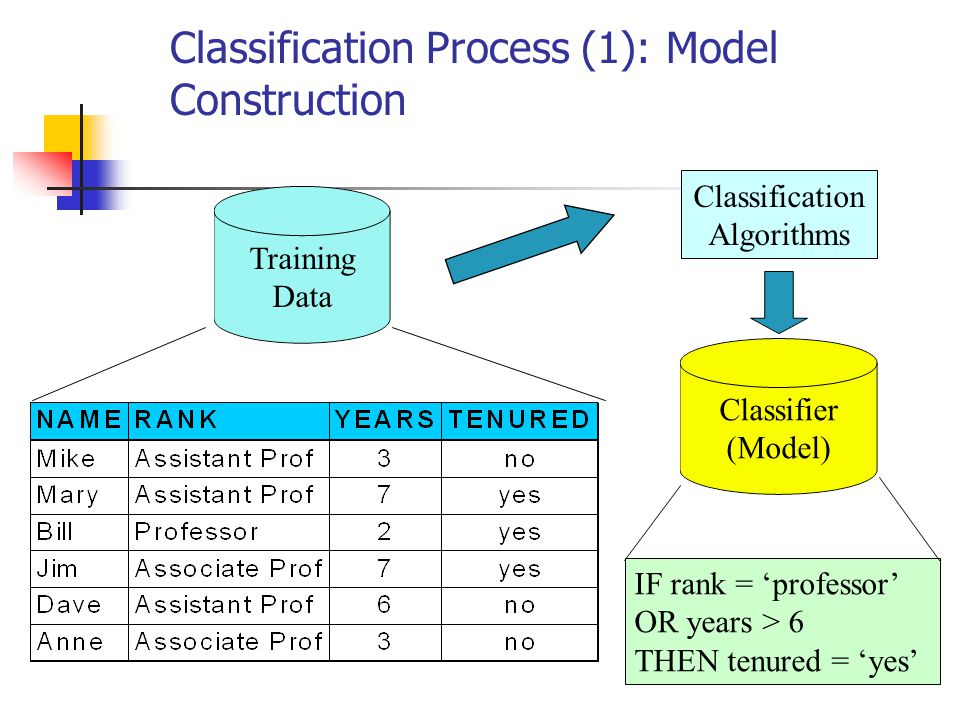 Classification Process (1): Model
Construction
Training
Data
Classification
Algorithms
Classifier
(Model)
NAME RANK YEARS TENURED
Mike Assistant Prof 3 no
Mary Assistant Prof 7 yes
Bill Professor 2 yes
Jim Associate Prof 7 yes
Dave Assistant Prof 6 no
Anne Associate Prof 3 no
IF rank = ‘professor’
OR years > 6
THEN tenured = ‘yes’